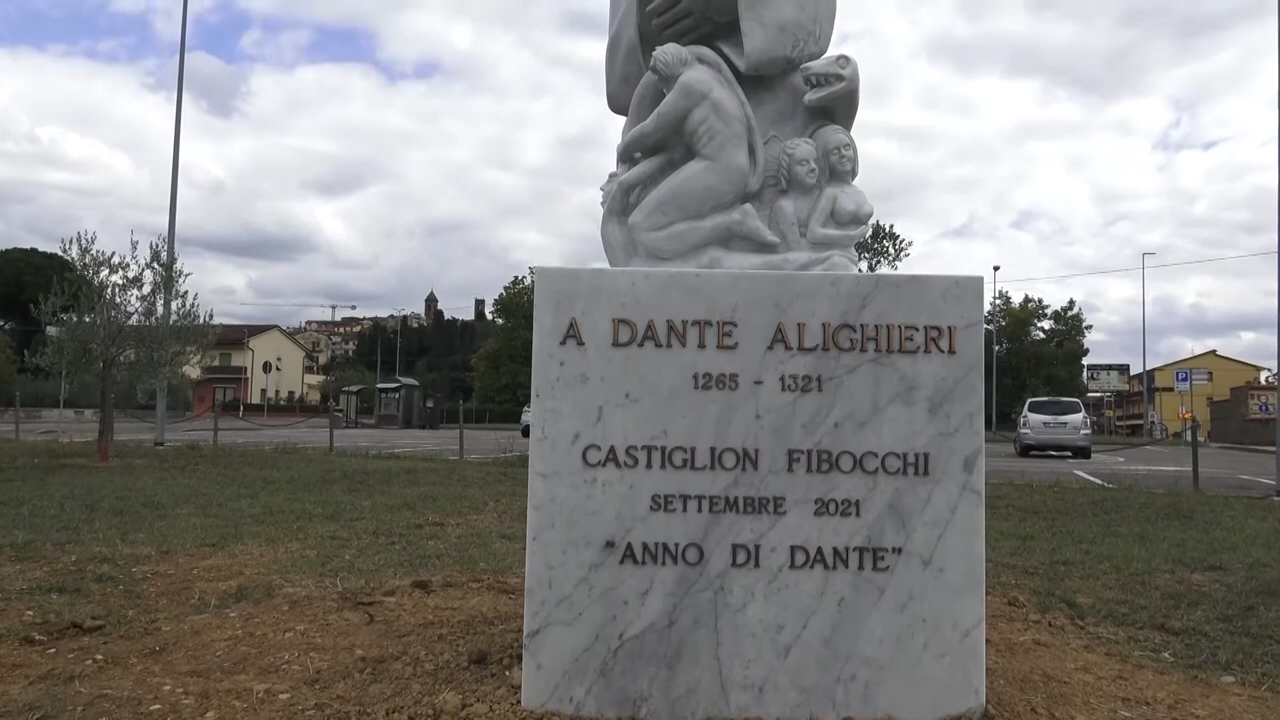 A DANTE ALIGHIERI
1265 - 1321
CASTIGLION FIBOCCHI
SETTEMBRE 2021
"ANNO DI DANTE"
P